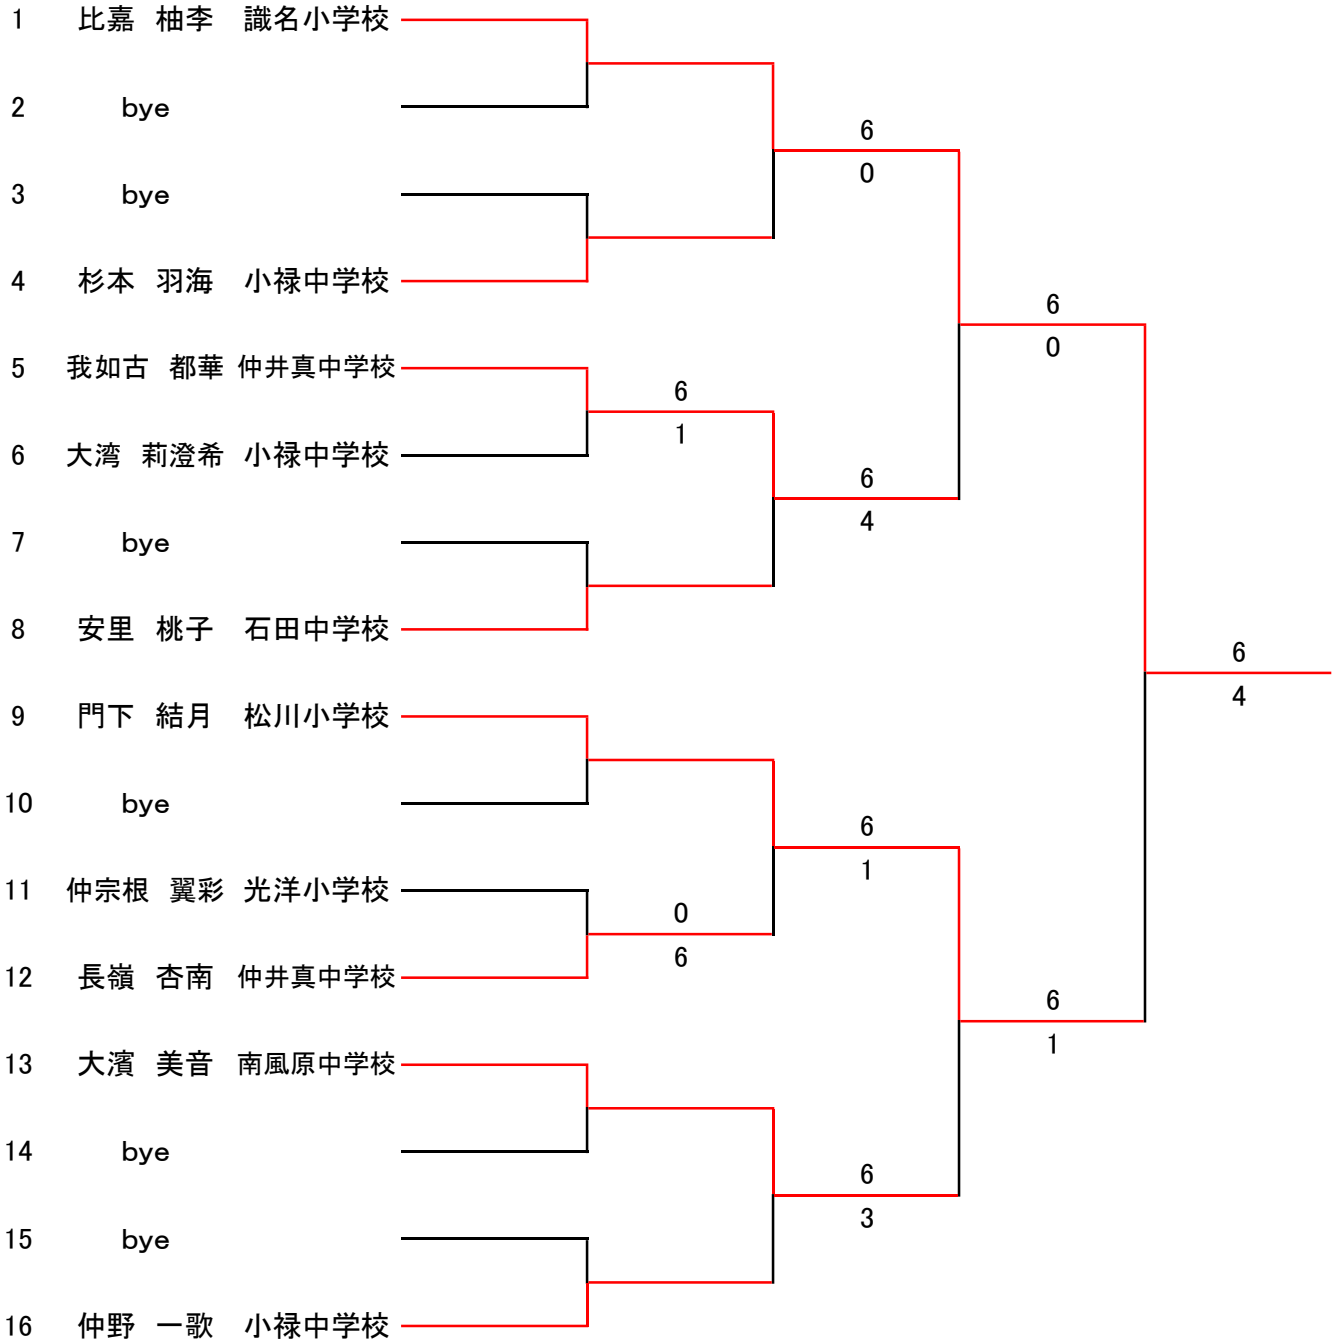 1 比嘉 柚李 識名小学校
2 bye
6
0
3 bye
4 杉本 羽海 小禄中学校
6
0
5 我如古 都華 仲井真中学校
6
1
6 大湾 莉澄希 小禄中学校
6
4
7 bye
8 安里 桃子 石田中学校
6
4
9 門下 結月 松川小学校
10 bye
6
1
11 仲宗根 翼彩 光洋小学校
0
6
12 長嶺 杏南 仲井真中学校
6
1
13 大濱 美音 南風原中学校
14 bye
6
3
15 bye
16 仲野 一歌 小禄中学校